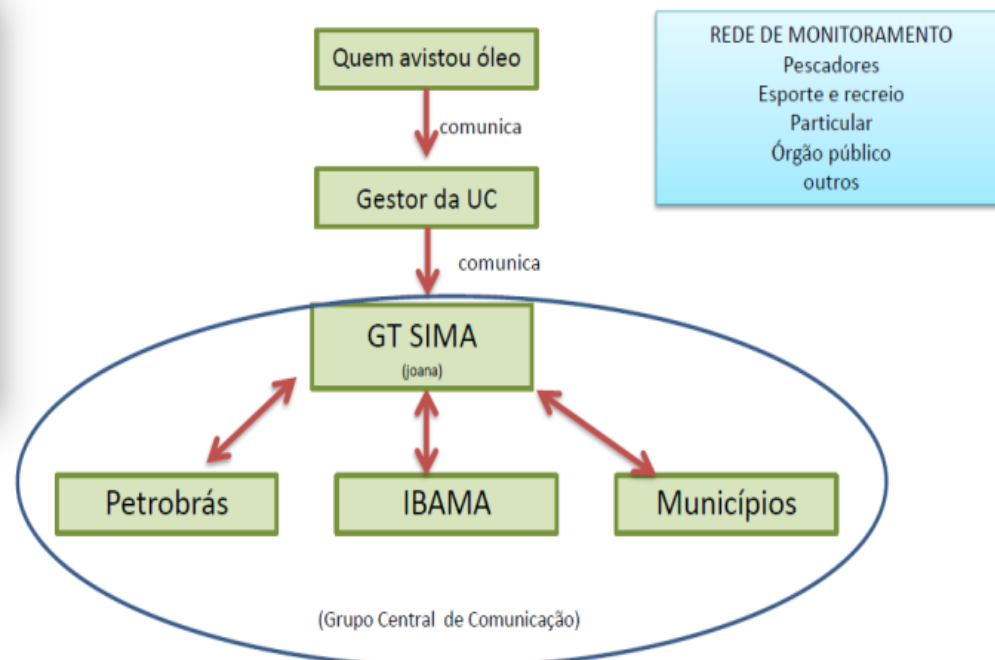 Quem avistou óleo
comunica
Gestor da UC
comunica
GT SIMA
(joana)
Petrobrás
IBAMA
Municípios
(Grupo Central de Comunicação)
REDE DE MONITORAMENTO
Pescadores
Esporte e recreio
Particular
Órgão público
outros